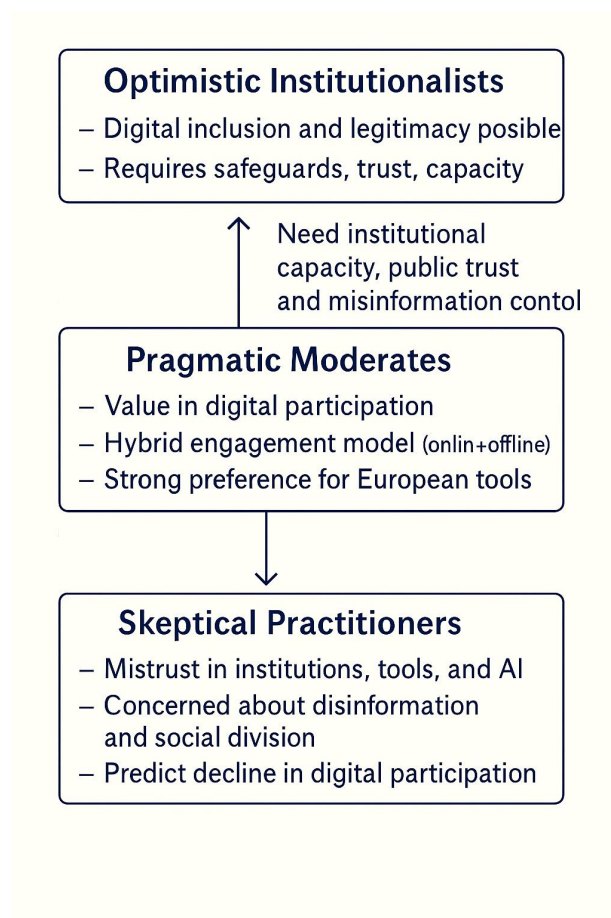 Optimistic Institutionalists
– Digital inclusion and legitimacy posible
– Requires safeguards, trust, capacity
Need institutional
capacity, public trust
and misinformation contol
Pragmatic Moderates
– Value in digital participation
– Hybrid engagement model (onlin+offline)
– Strong preference for European tools
Skeptical Practitioners
– Mistrust in institutions, tools, and AI
– Concerned about disinformation
and social division
– Predict decline in digital participation